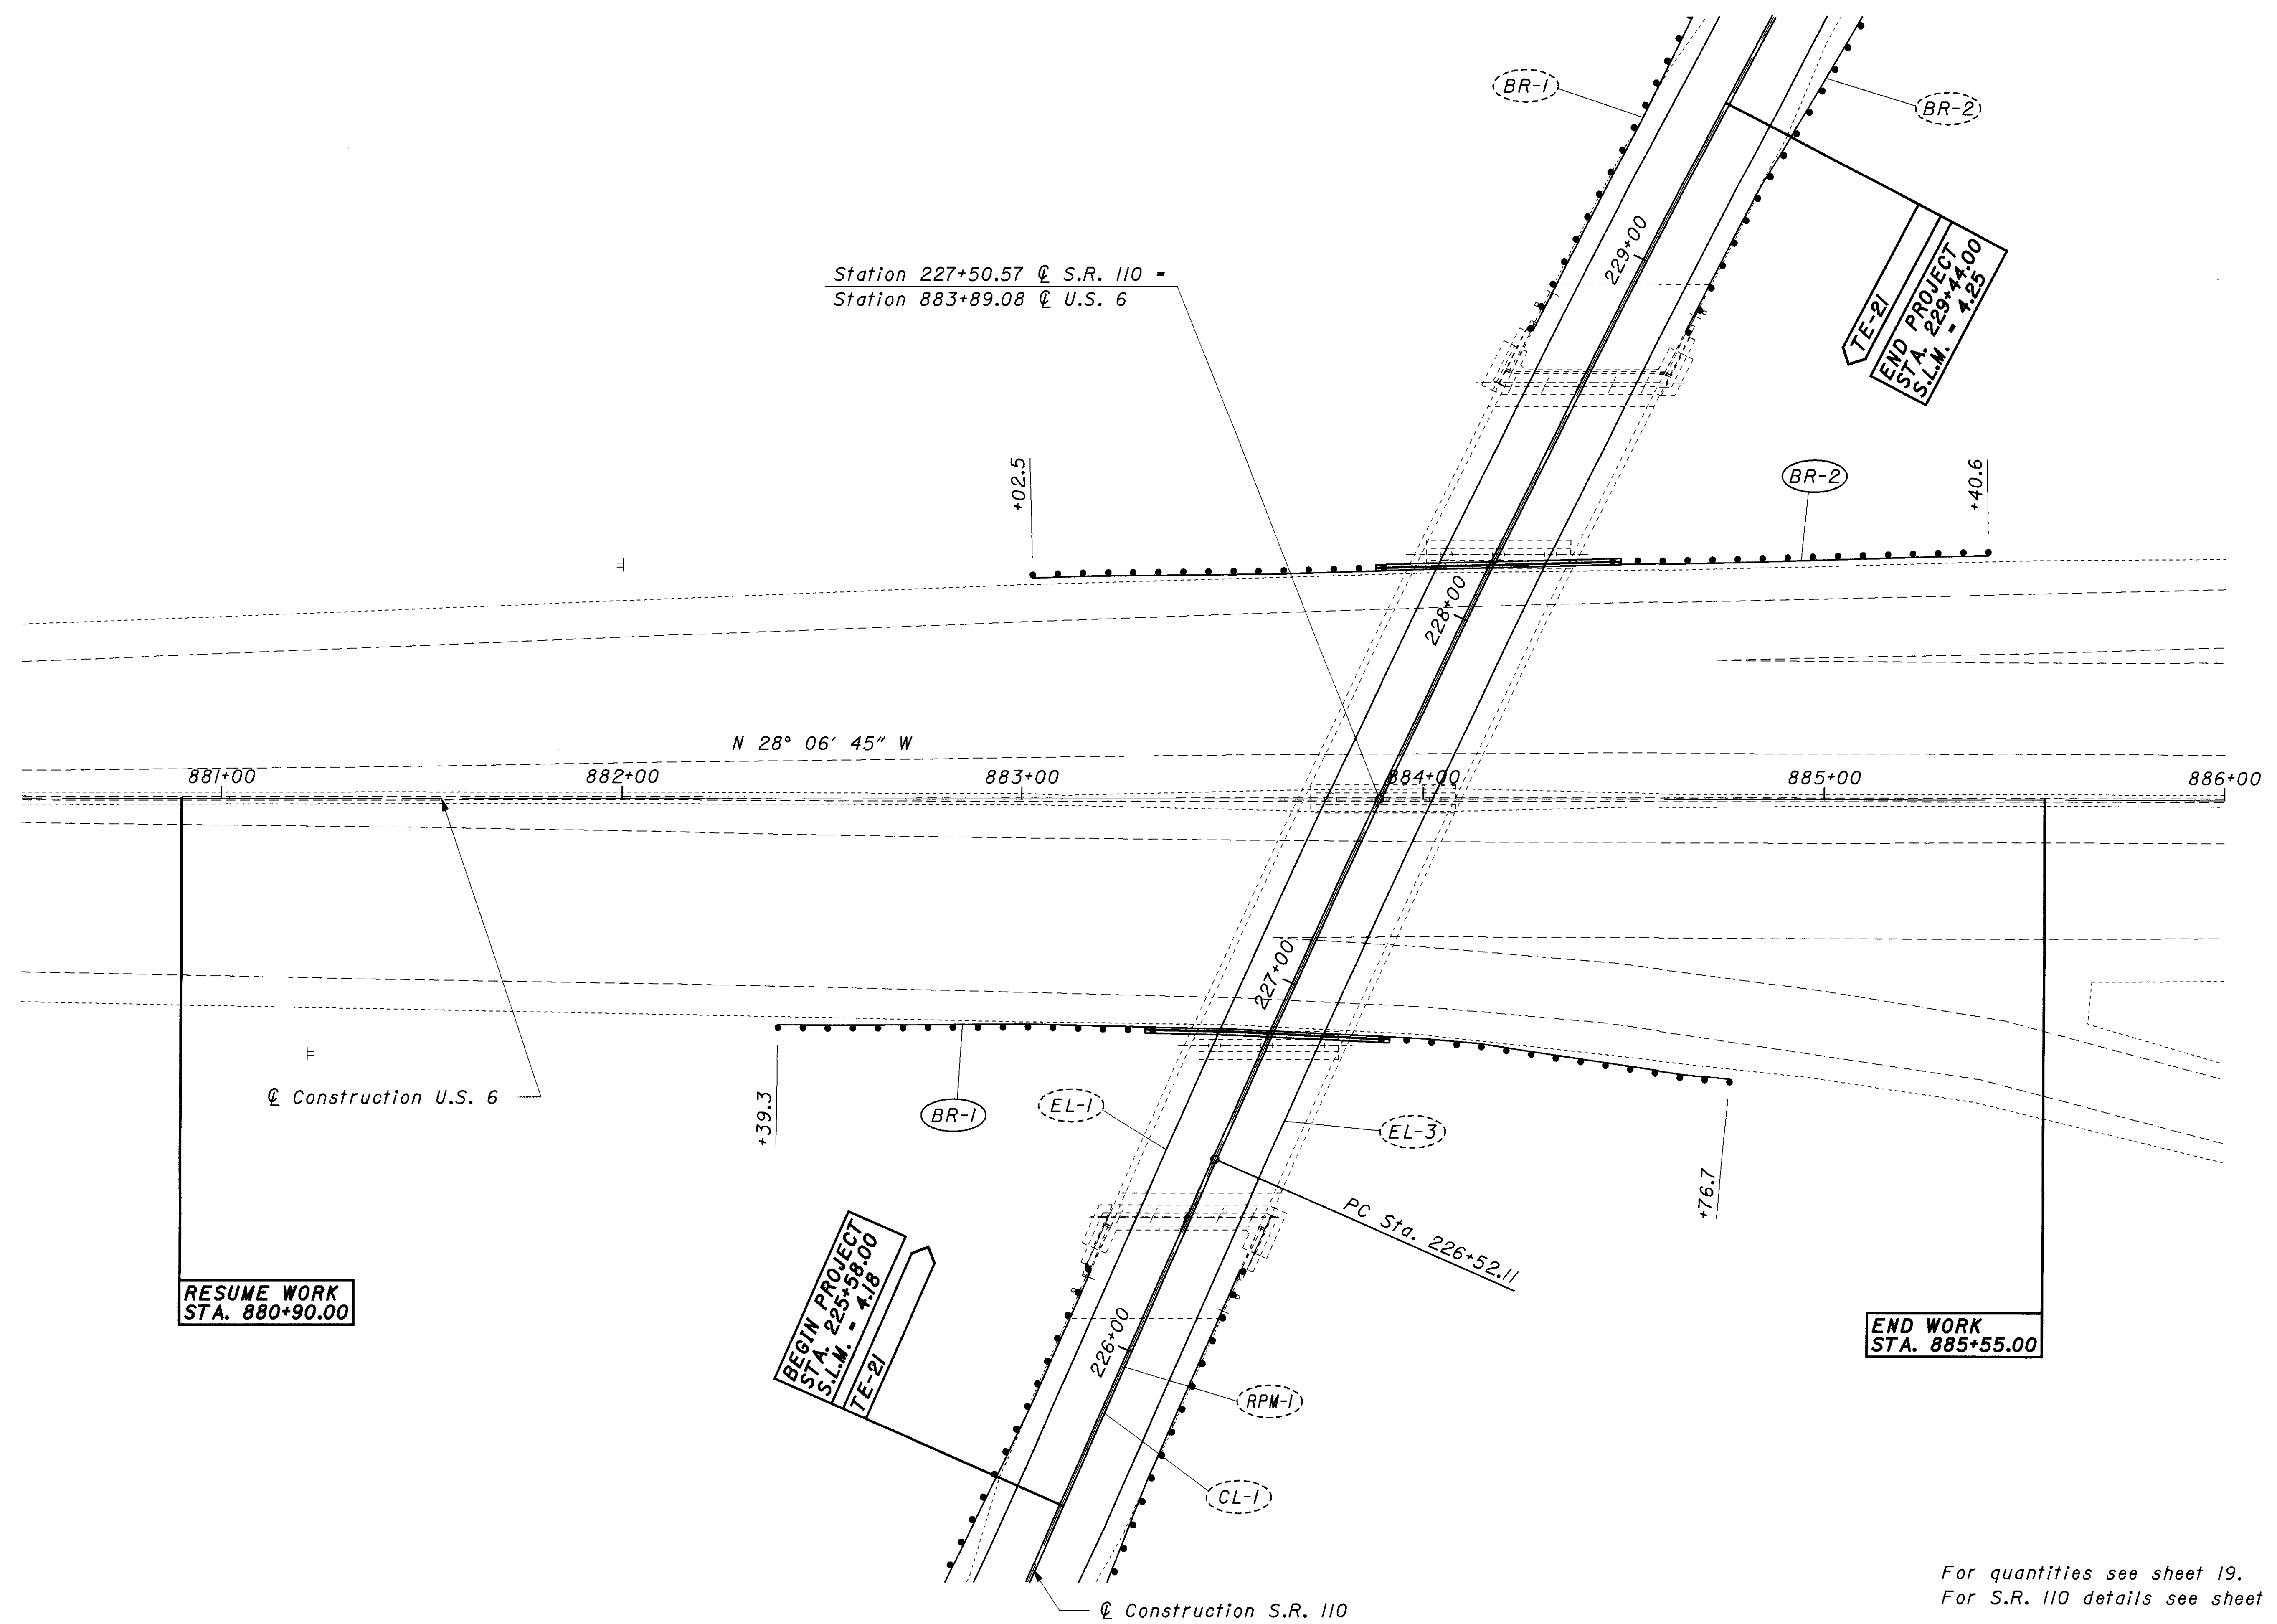 BR-1
BR-2
229+00
Station 227+50.57 ℄ S.R. 110 =
Station 883+89.08 ℄ U.S. 6
TE-21
END PROJECT
STA. 229+44.00
S.L.M. = 4.25
+02.5
BR-2
+40.6
228+00
N 28° 06' 45" W
881+00
882+00
883+00
884+00
885+00
886+00
227+00
℄ Construction U.S. 6
+39.3
BR-1
EL-1
EL-3
+76.7
PC Sta. 226+52.11
BEGIN PROJECT
STA. 225+58.00
S.L.M. = 4.18
TE-21
RESUME WORK
STA. 880+90.00
END WORK
STA. 885+55.00
226+00
RPM-1
CL-1
℄ Construction S.R. 110
For quantities see sheet 19.
For S.R. 110 details see sheet